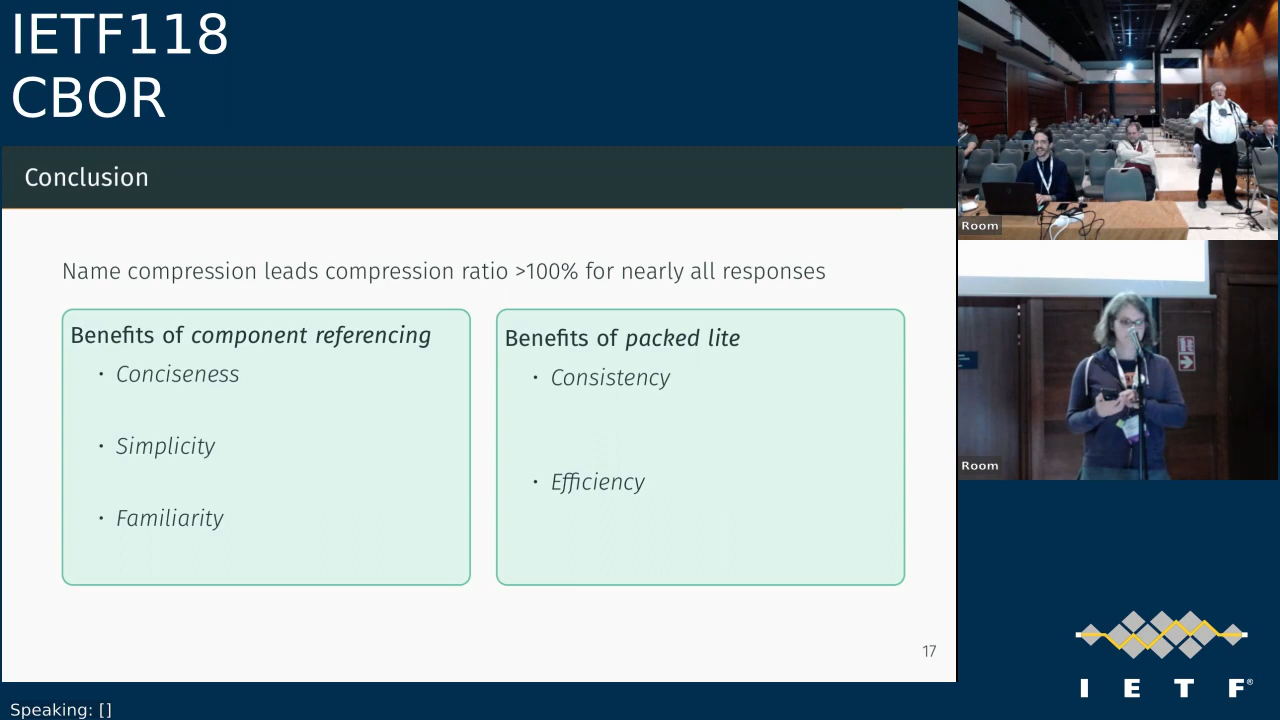 IETF118
CBOR
Conclusion
Name compression leads compression ratio >100% for nearly all responses
Benefits of component referencing
· Conciseness
· Simplicity
· Familiarity
Benefits of packed lite
· Consistency
· Efficiency
17
Room
Room
I E T F®
Speaking: []